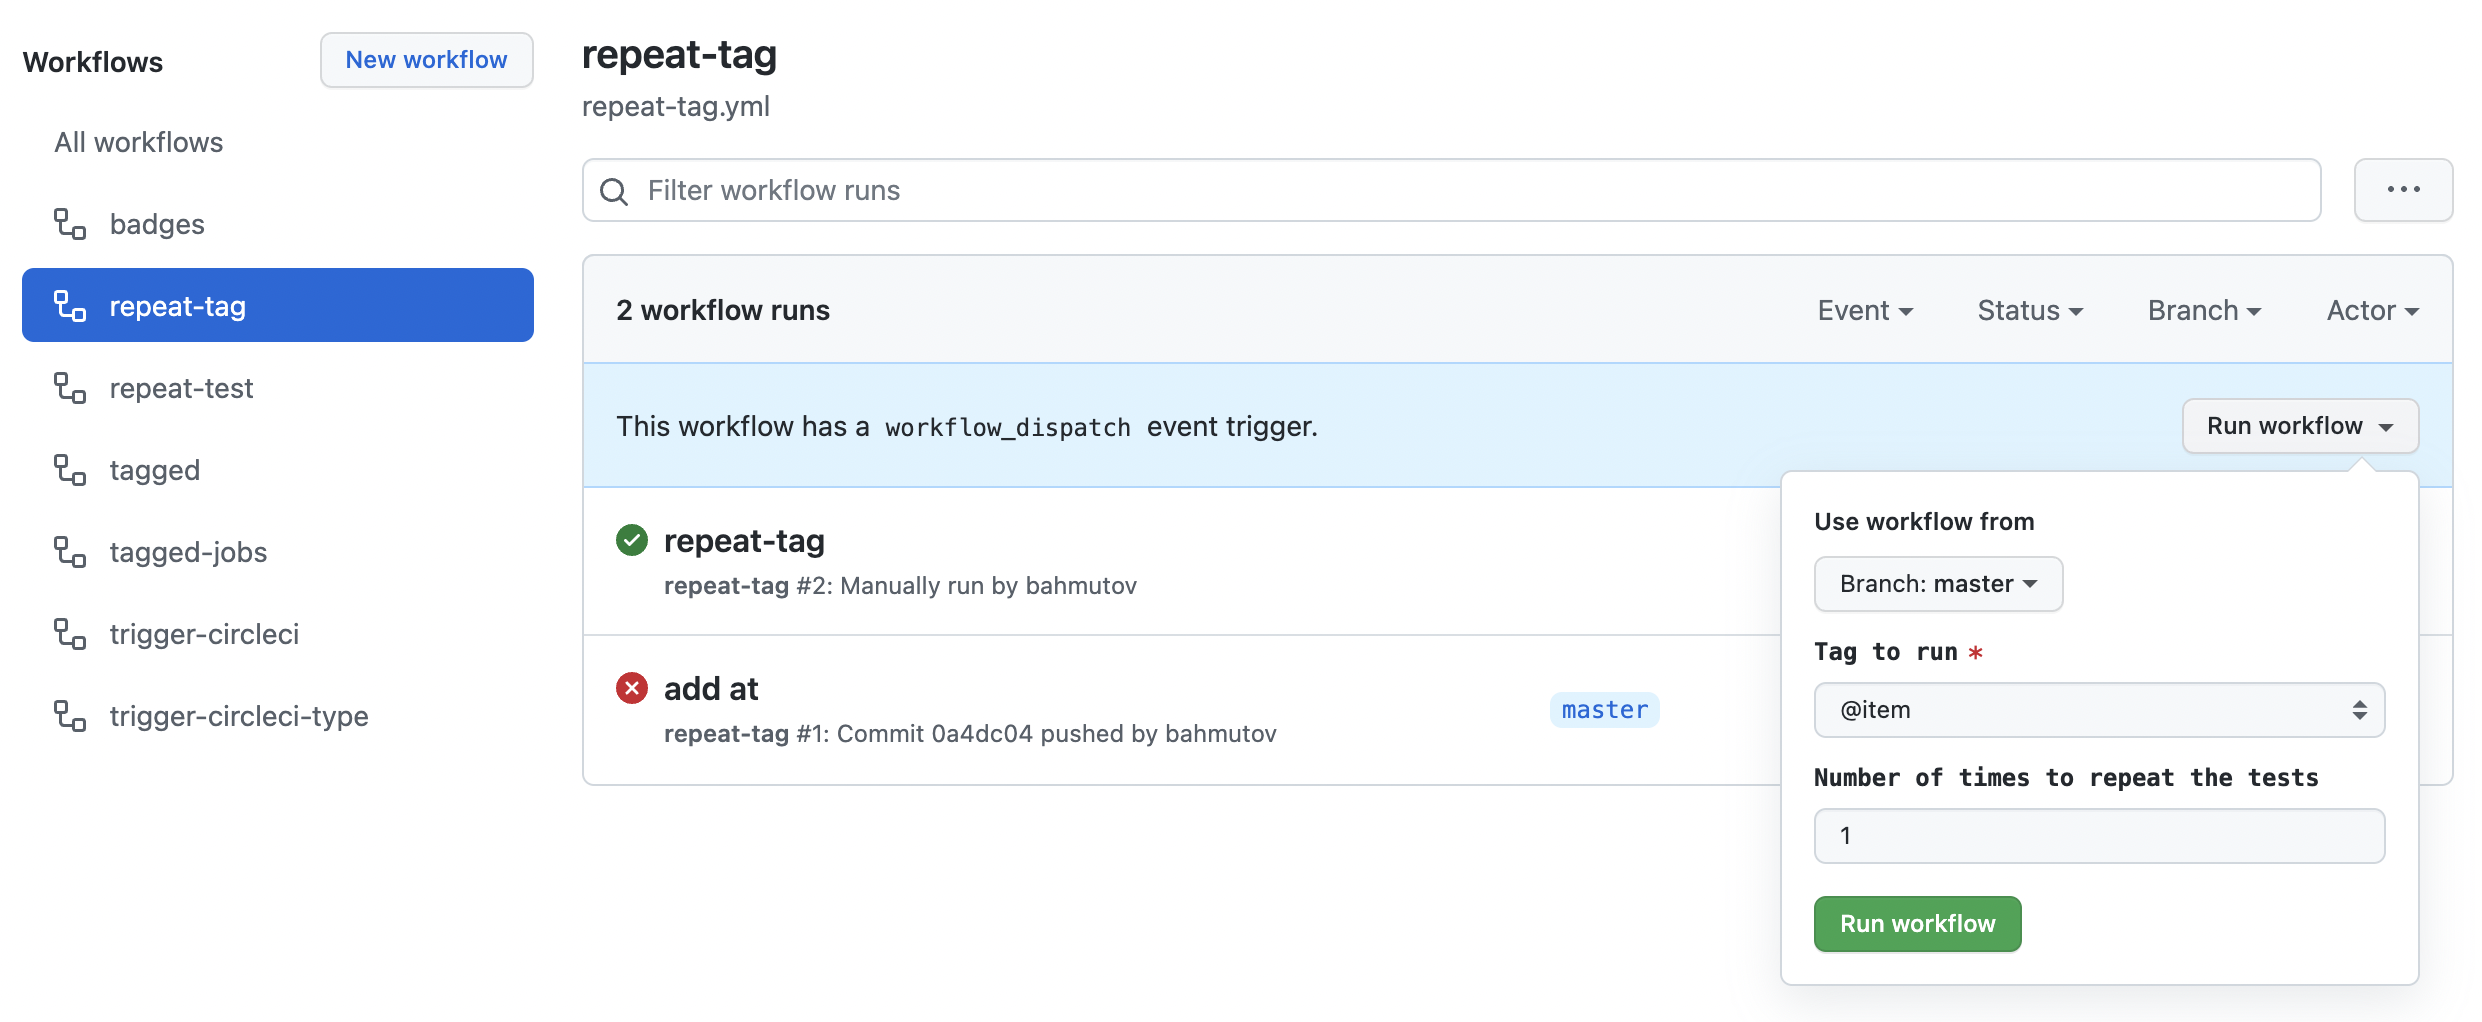 Workflows
New workflow
All workflows
badges
repeat-tag
repeat-test
tagged
tagged-jobs
trigger-circleci
trigger-circleci-type
repeat-tag
repeat-tag.yml
Filter workflow runs
2 workflow runs
Event
Status
Branch
Actor
This workflow has a workflow_dispatch event trigger.
Run workflow
repeat-tag
repeat-tag #2: Manually run by bahmutov
add at
repeat-tag #1: Commit 0a4dc04 pushed by bahmutov
master
Use workflow from
Branch: master
Tag to run *
@item
Number of times to repeat the tests
1
Run workflow